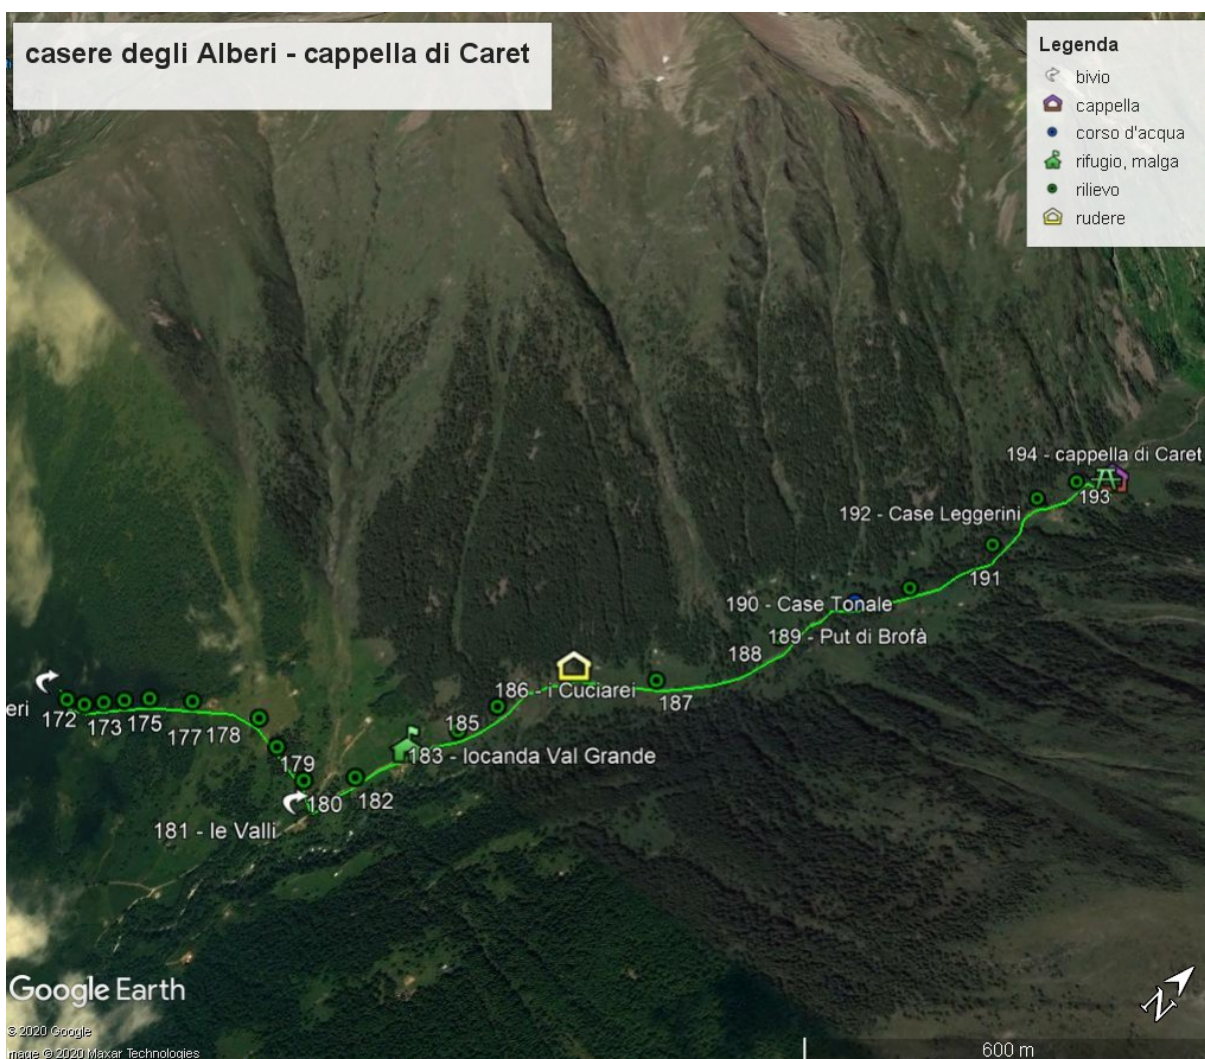 casere degli Alberi - cappella di Caret
Legenda
bivio
cappella
corso d'acqua
rifugio, malga
rilievo
rudere
194 - cappella di Caret
193
192 - Case Leggerini
191
190 - Case Tonale
189 - Put di Brofà
188
187
186 - i Cuciarei
185
183 - locanda Val Grande
182
180
181 - le Valli
179
178
177
175
173
172
eri
Google Earth
© 2020 Google
mage © 2020 Maxar Technologies
N
600 m